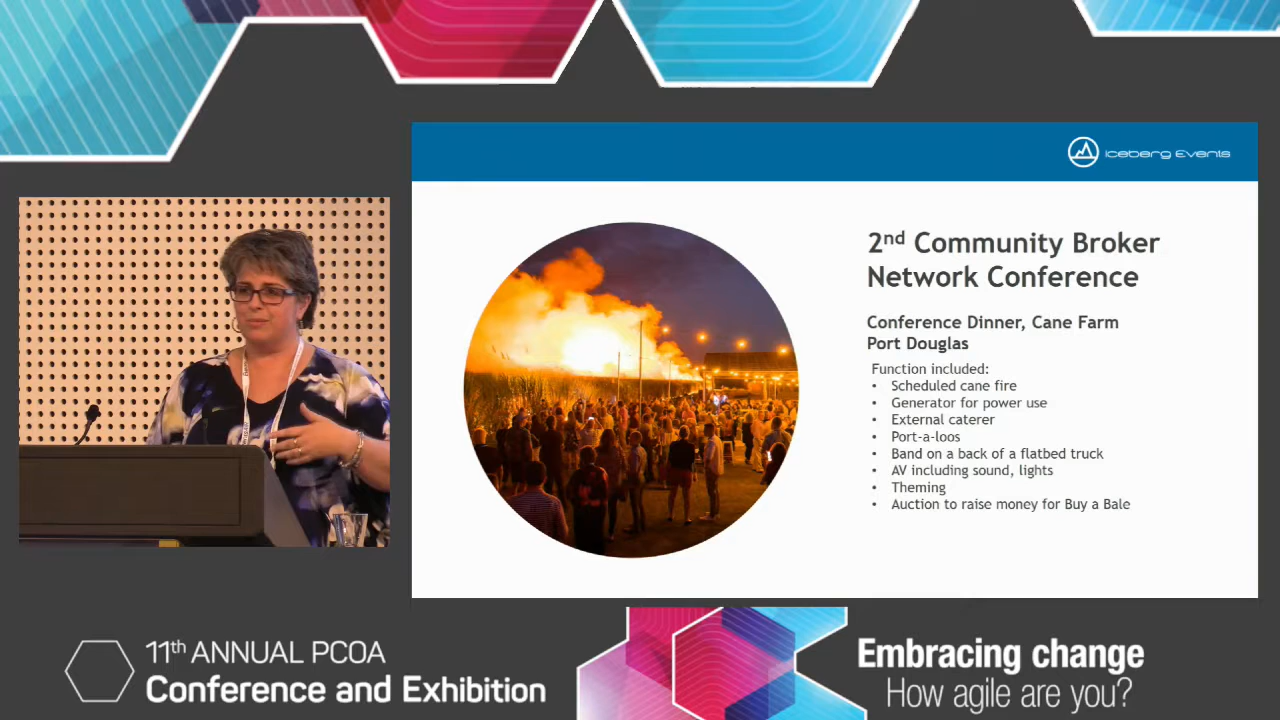 Iceberg Events
2nd Community Broker
Network Conference
Conference Dinner, Cane Farm
Port Douglas
Function included:
• Scheduled cane fire
• Generator for power use
• External caterer
• Port-a-loos
• Band on a back of a flatbed truck
• AV including sound, lights
• Theming
• Auction to raise money for Buy a Bale
11th ANNUAL PCOA
Conference and Exhibition
Embracing change
How agile are you?